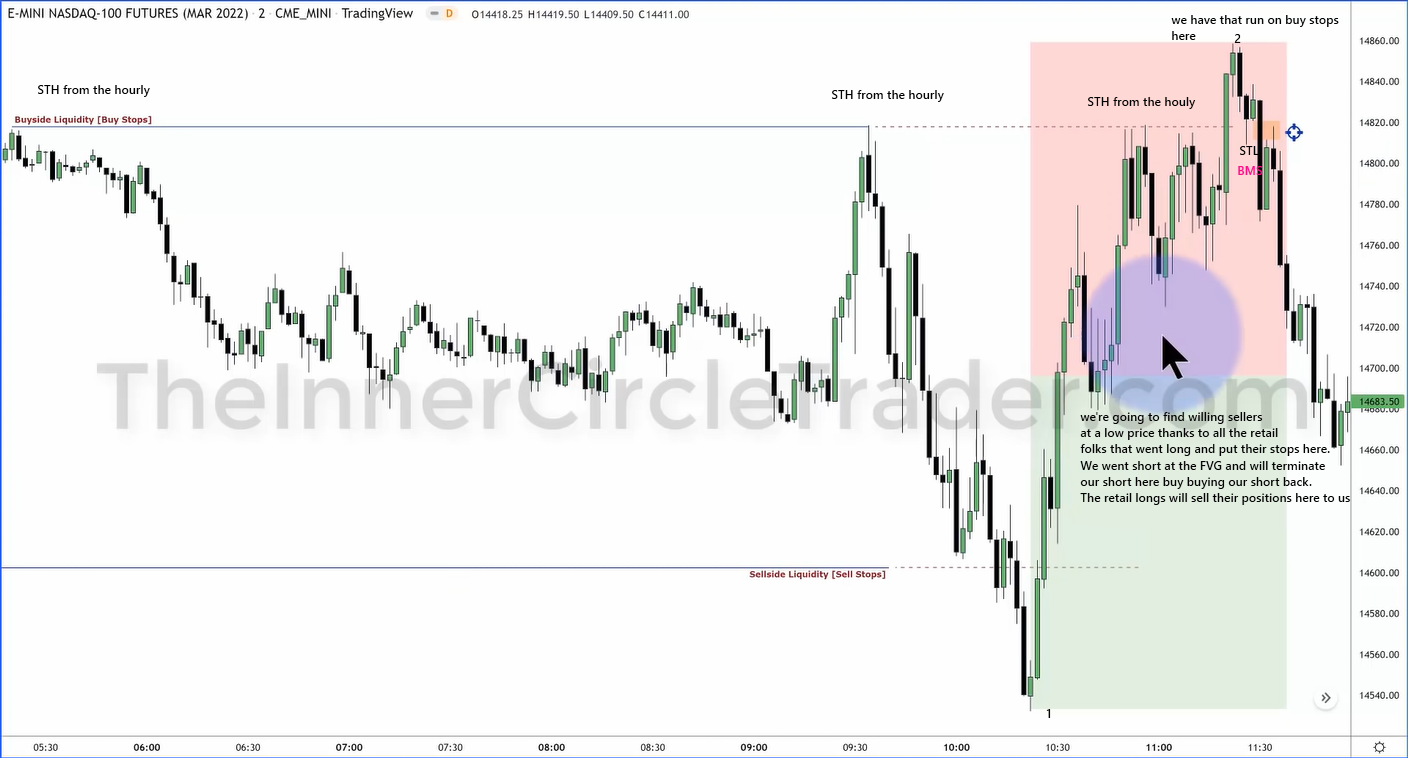 E-MINI NASDAQ-100 FUTURES (MAR 2022) · 2 · CME_MINI · TradingView D O14418.25 H14419.50 L14409.50 C14411.00
we have that run on buy stops
here
2
STH from the hourly
STH from the hourly
STH from the houly
Buyside Liquidity [Buy Stops]
STL
BMS
TheInnerCircleTrader.com
we're going to find willing sellers
at a low price thanks to all the retail
folks that went long and put their stops here.
We went short at the FVG and will terminate
our short here buy buying our short back.
The retail longs will sell their positions here to us
Sellside Liquidity [Sell Stops]
1
14860.00
14840.00
14820.00
14800.00
14780.00
14760.00
14740.00
14720.00
14700.00
14683.50
14680.00
14660.00
14640.00
14620.00
14600.00
14580.00
14560.00
14540.00
05:30 06:00 06:30 07:00 07:30 08:00 08:30 09:00 09:30 10:00 10:30 11:00 11:30